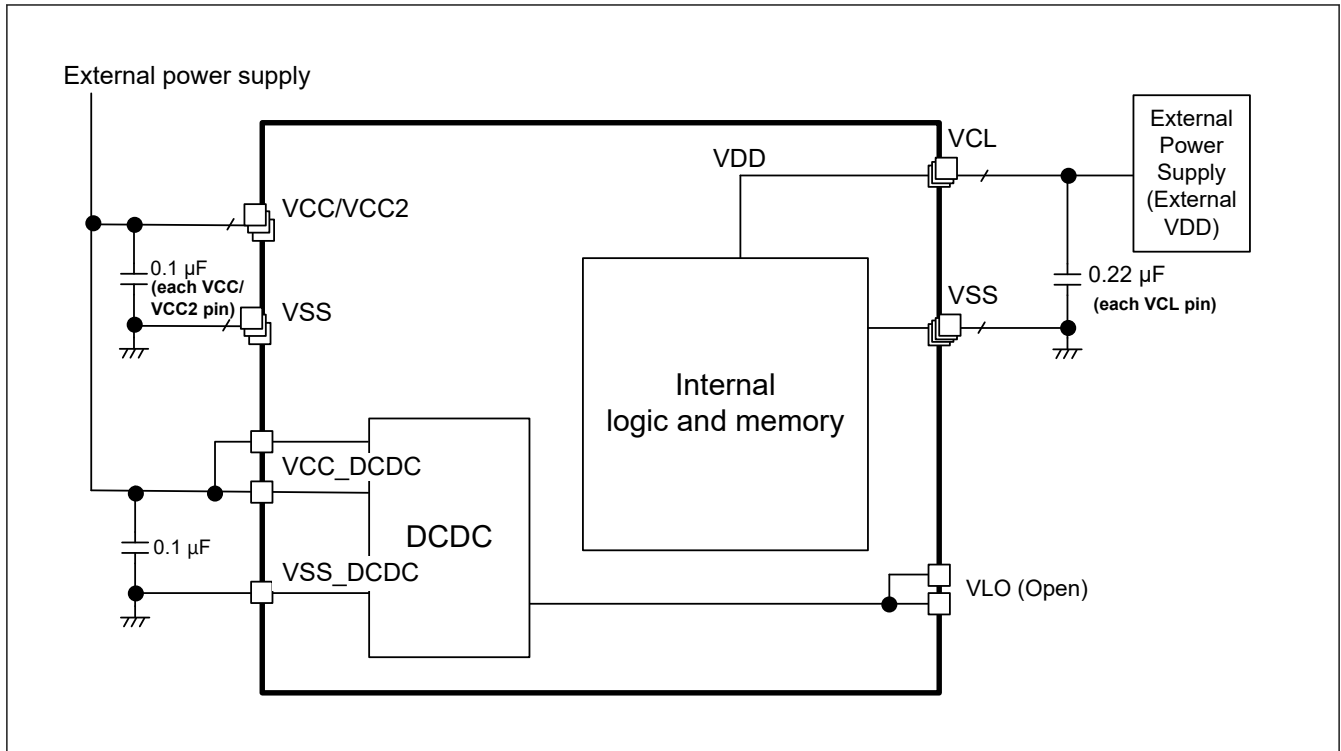 External power supply
VCC/VCC2
0.1 µF
(each VCC/
VCC2 pin)
VSS
VCC_DCDC
0.1 µF
VSS_DCDC
DCDC
VDD
Internal
logic and memory
VCL
VSS
External
Power
Supply
(External
VDD)
0.22 µF
(each VCL pin)
VLO (Open)